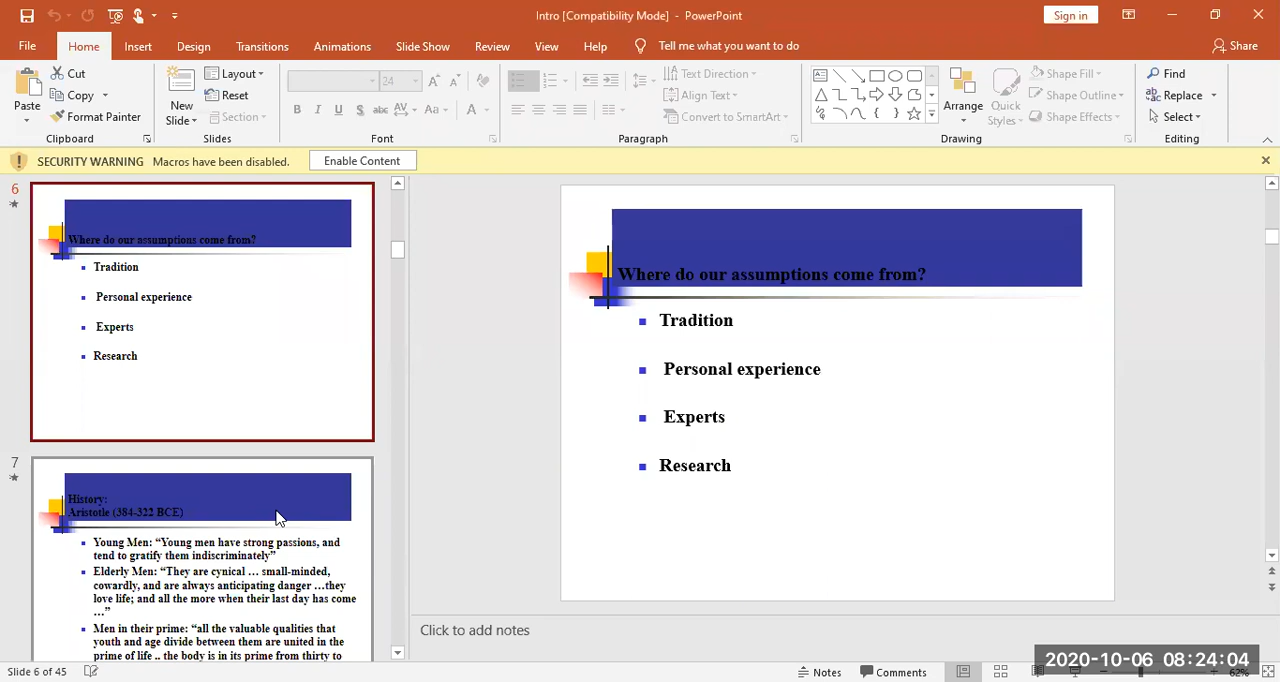 Intro [Compatibility Mode] - PowerPoint
Sign in
File Home Insert Design Transitions Animations Slide Show Review View Help Tell me what you want to do Share
Cut
Copy
Format Painter
Paste
Clipboard
New
Slide
Layout
Reset
Section
Slides
24
B I U S abc AV Aa A
Font
Text Direction
Align Text
Convert to SmartArt
Paragraph
Arrange
Quick
Styles
Shape Fill
Shape Outline
Shape Effects
Drawing
Find
Replace
Select
Editing
SECURITY WARNING Macros have been disabled. Enable Content
6
Where do our assumptions come from?
Tradition
Personal experience
Experts
Research
7
History:
Aristotle (384-322 BCE)
Young Men: “Young men have strong passions, and
tend to gratify them indiscriminately”
Elderly Men: “They are cynical … small-minded,
cowardly, and are always anticipating danger …they
love life; and all the more when their last day has come
…”
Men in their prime: “all the valuable qualities that
youth and age divide between them are united in the
prime of life .. the body is in its prime from thirty to
Where do our assumptions come from?
Tradition
Personal experience
Experts
Research
Click to add notes
Slide 6 of 45
Notes
Comments
62%
2020-10-06 08:24:04